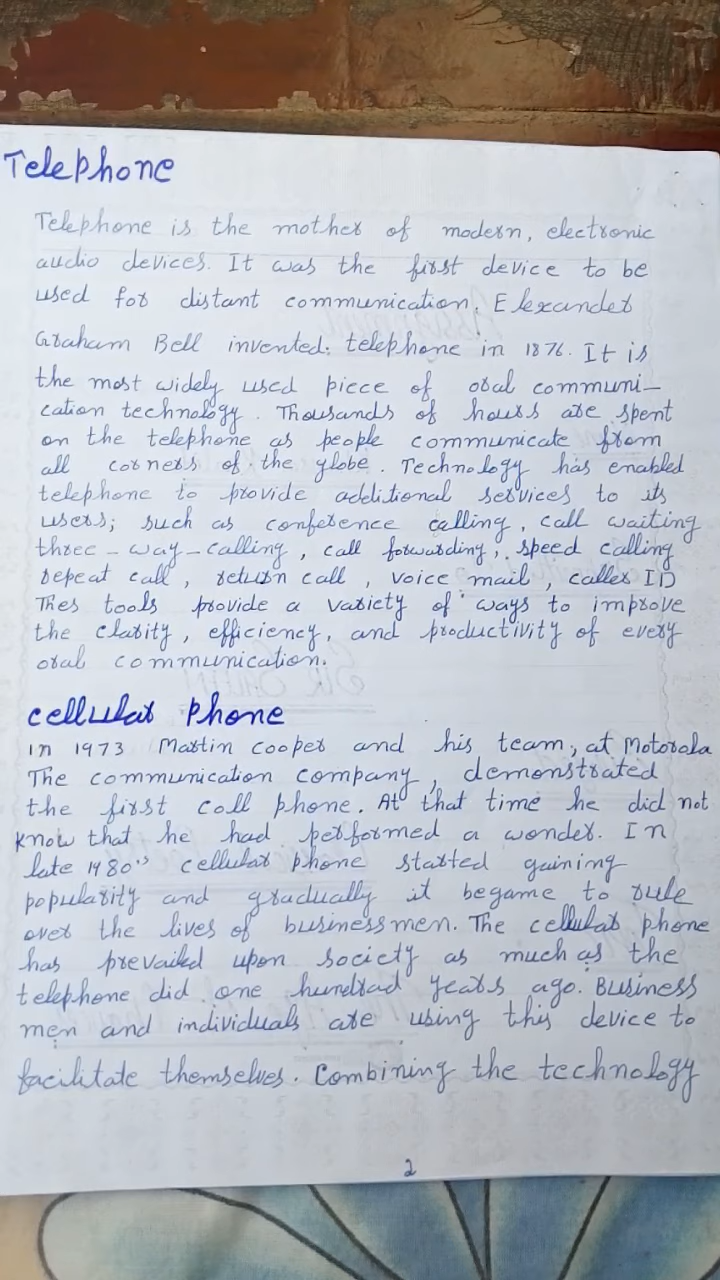 Telephone
Telephone is the mother of modern, electronic
audio devices. It was the first device to be
used for distant communication. Elexander
Graham Bell invented: telephone in 1876. It is
the most widely used piece of oral communi-
cation technology. Thousands of hours are spent
on the telephone as people communicate from
all corners of the globe. Technology has enabled
telephone to provide additional services to its
users; such as conference calling, call waiting
three-way-calling, call forwarding, speed calling
repeat call, return call, voice mail, caller ID
Thes tools provide a variety of ways to improve
the clarity, efficiency, and productivity of every
oral communication.
cellular phone
in 1973 Martin cooper and his team, at Motorola
The communication company, demonstrated
the first coll phone. At that time he did not
know that he had performed a wonder. In
late 1980's cellular phone started gaining
popularity and gradually it begame to rule
over the lives of businessmen. The cellular phone
has prevailed upon society as much as the
telephone did one hundrad years ago. Business
men and individuals are using this device to
facilitate themselves. Combining the technology
2